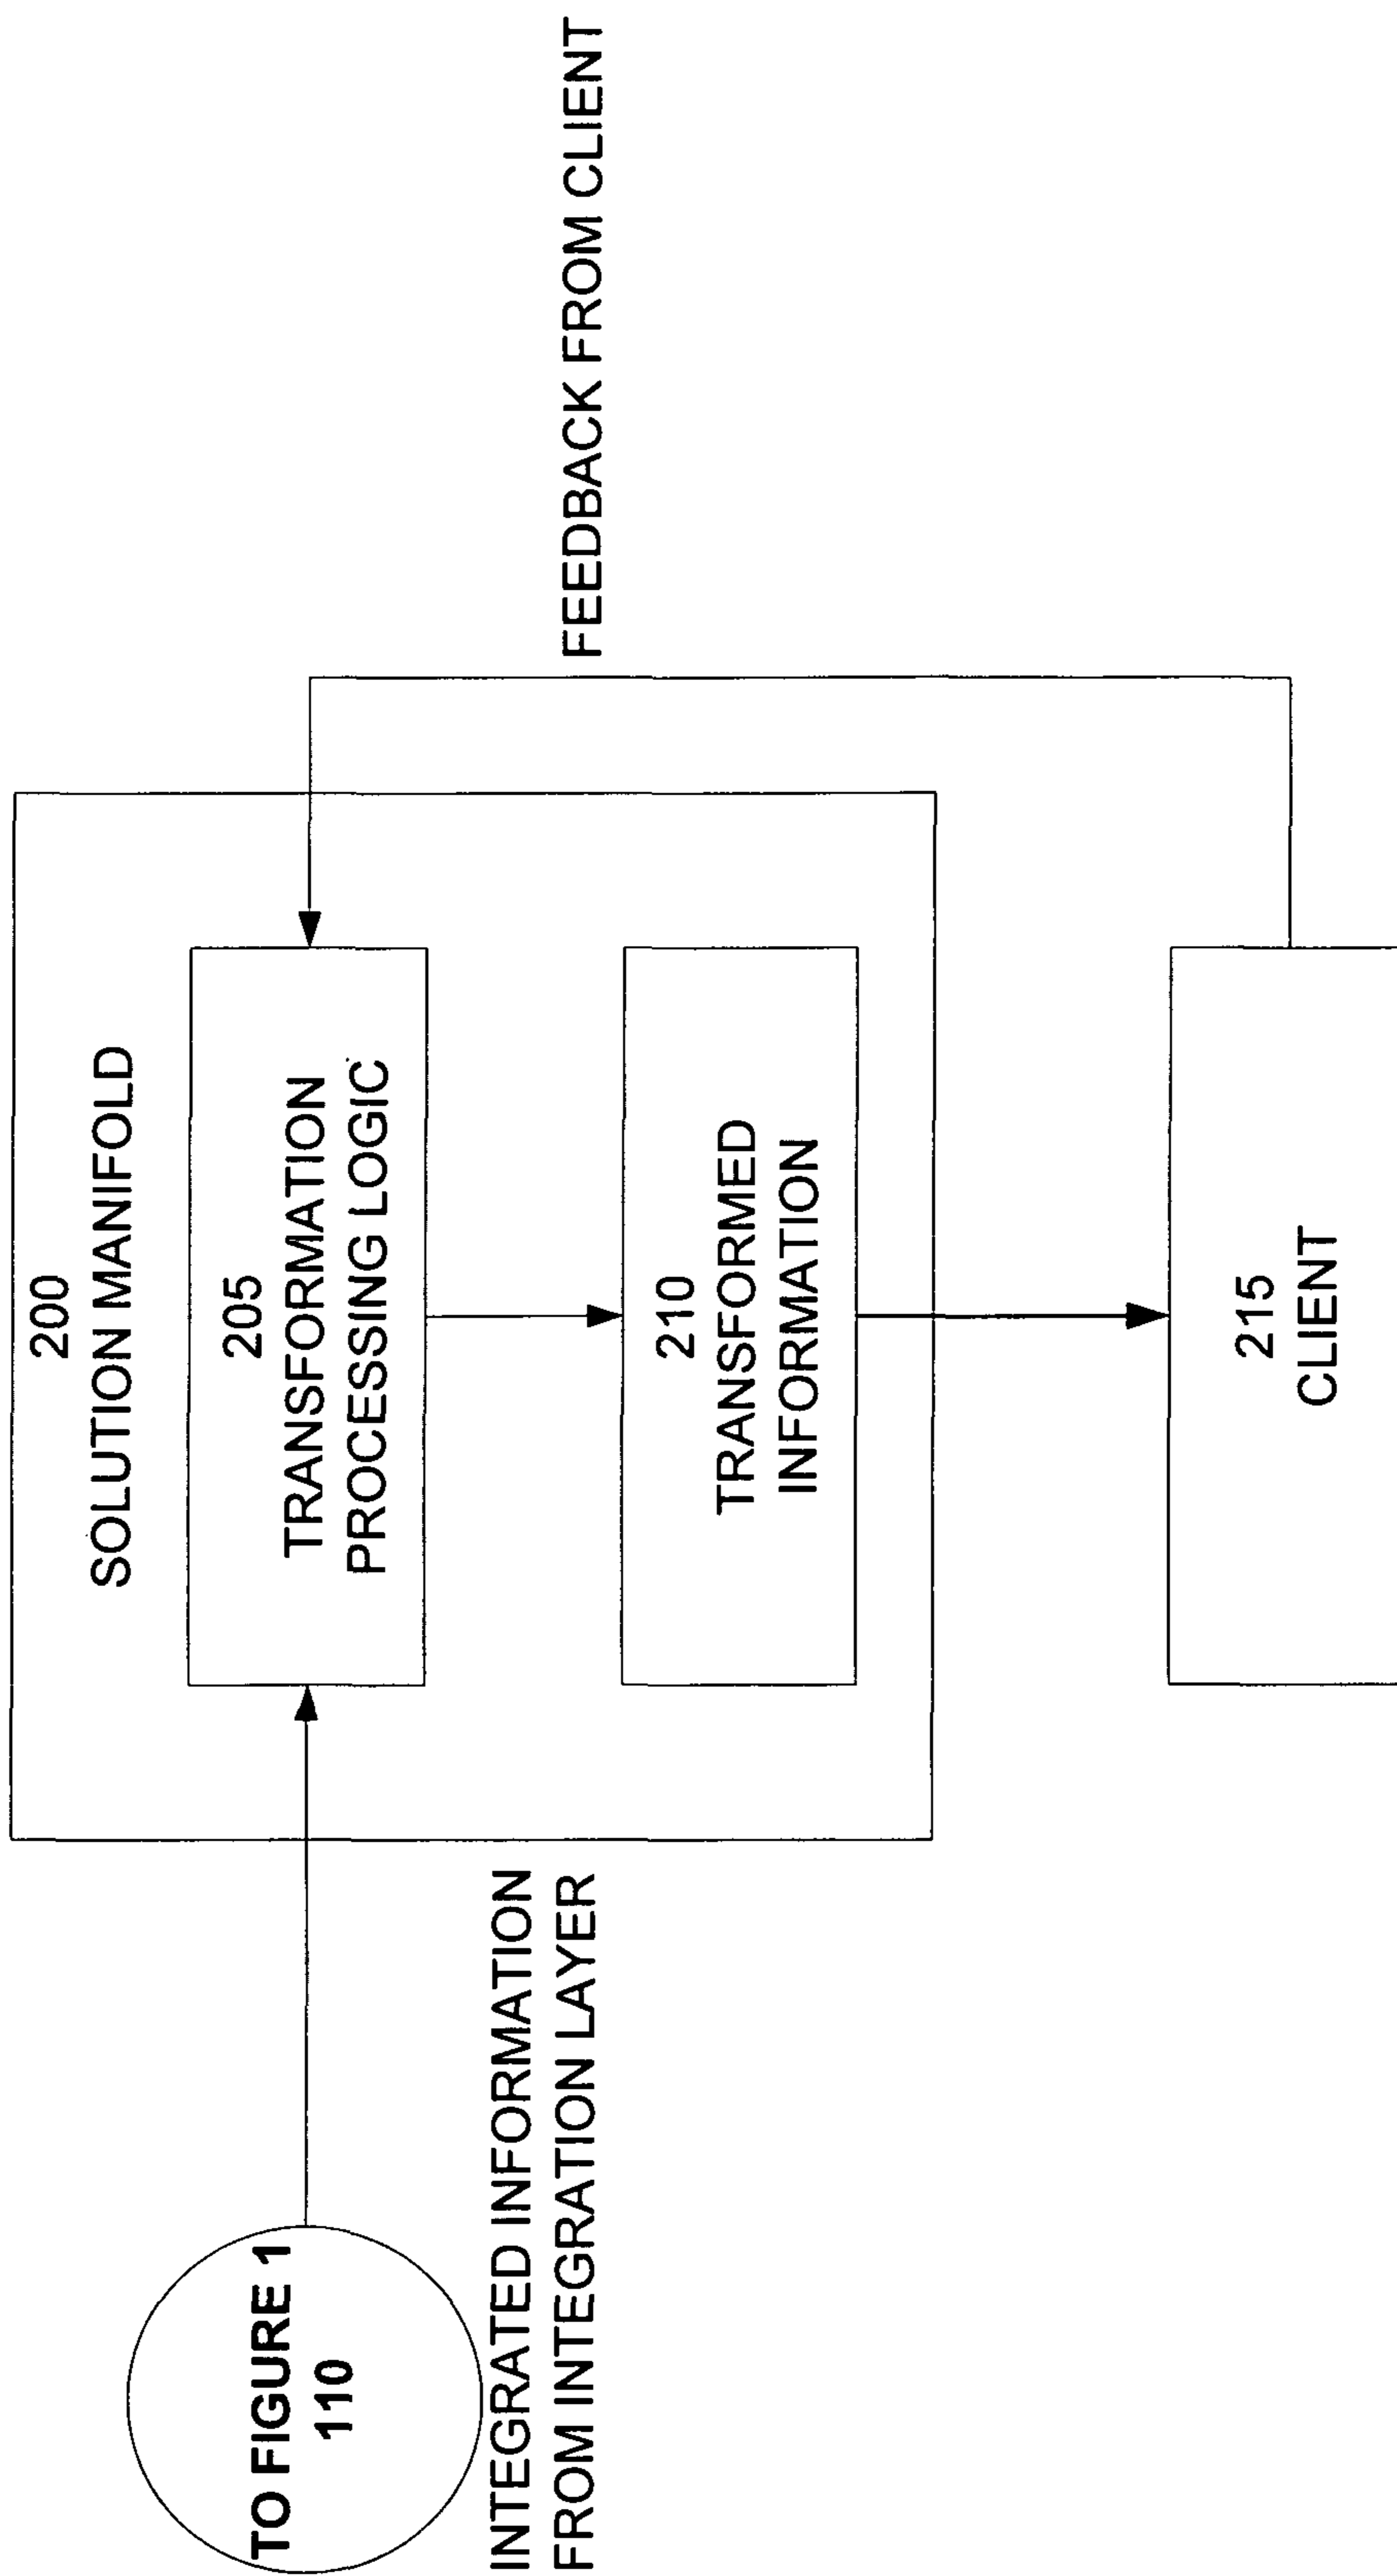 200
SOLUTION MANIFOLD
205
TRANSFORMATION
PROCESSING LOGIC
TO FIGURE 1
110
INTEGRATED INFORMATION
FROM INTEGRATION LAYER
FEEDBACK FROM CLIENT
210
TRANSFORMED
INFORMATION
215
CLIENT